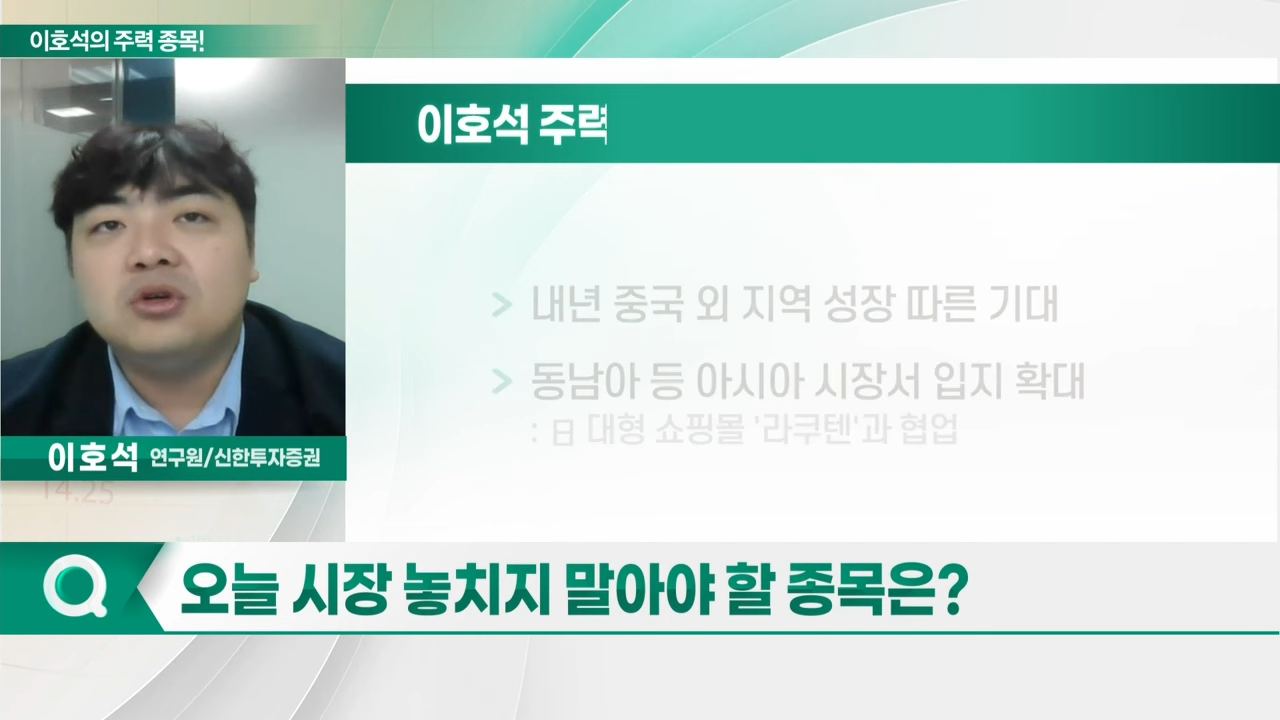 이호석의 주력 종목!
이호석 주력
> 내년 중국 외 지역 성장 따른 기대
> 동남아 등 아시아 시장서 입지 확대
: 日 대형 쇼핑몰 '라쿠텐'과 협업
이호석 연구원/신한투자증권
14.25
오늘 시장 놓치지 말아야 할 종목은?